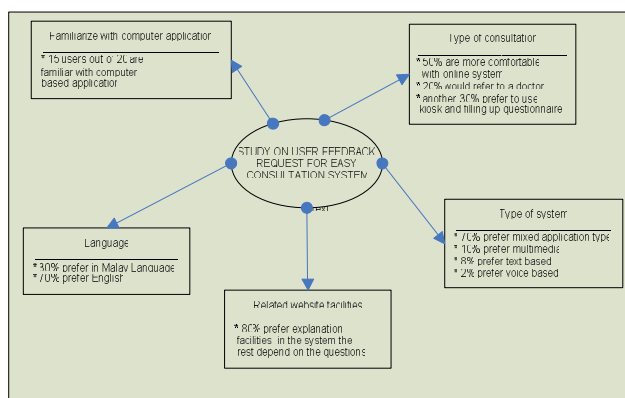 Familiarize with computer application
* 15 users out of 20 are
familiar with computer
based application
Type of consultation
* 50% are more comfortable
with online system
* 20% would refer to a doctor
* another 30% prefer to use
kiosk and filling up questionnaire
STUDY ON USER FEEDBACK
REQUEST FOR EASY
CONSULTATION SYSTEM
Language
* 30% prefer in Malay Language
* 70% prefer English
Type of system
* 70% prefer mixed application type
* 10% prefer multimedia
* 8% prefer text based
* 2% prefer voice based
Related website facilities
* 80% prefer explanation
facilities in the system the
rest depend on the questions